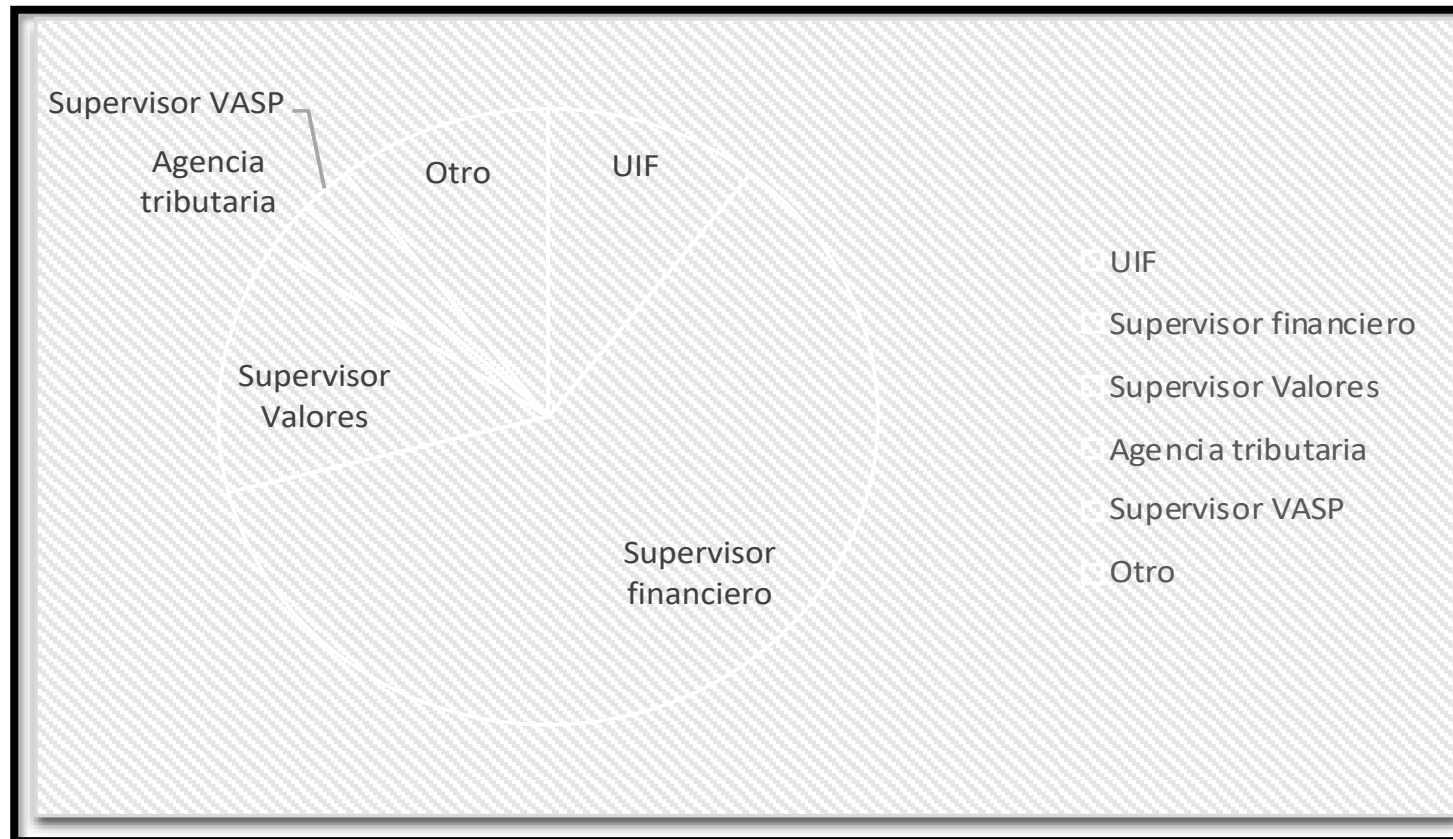 Supervisor VASP
Agencia
tributaria
Otro
UIF
Supervisor
Valores
Supervisor
financiero
UIF
Supervisor financiero
Supervisor Valores
Agencia tributaria
Supervisor VASP
Otro